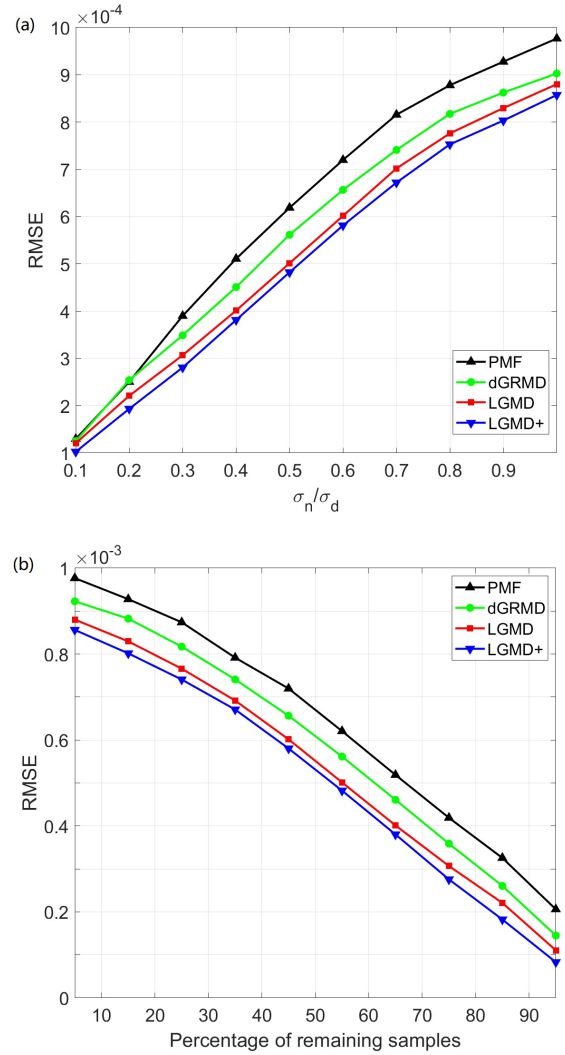 (a)
×10⁻⁴
10
9
8
7
6
5
4
3
2
1
RMSE
0.1 0.2 0.3 0.4 0.5 0.6 0.7 0.8 0.9
σₙ/σ_d
PMF
dGRMD
LGMD
LGMD+
(b)
×10⁻³
1
0.8
0.6
0.4
0.2
0
RMSE
PMF
dGRMD
LGMD
LGMD+
10 20 30 40 50 60 70 80 90
Percentage of remaining samples